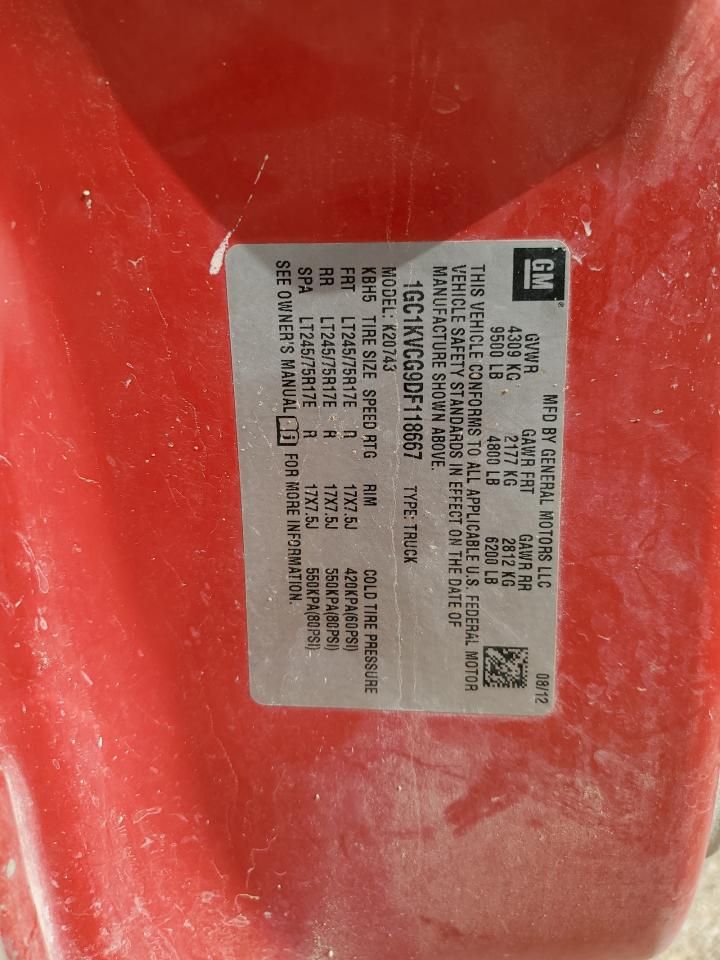 GM®
MFD BY GENERAL MOTORS LLC
08/12
GVWR GAWR FRT GAWR RR
4309 KG 2177 KG 2812 KG
9500 LB 4800 LB 6200 LB
THIS VEHICLE CONFORMS TO ALL APPLICABLE U.S. FEDERAL MOTOR
VEHICLE SAFETY STANDARDS IN EFFECT ON THE DATE OF
MANUFACTURE SHOWN ABOVE.
1GC1KVCG9DF118667 TYPE: TRUCK
MODEL: K20743
KBH5 TIRE SIZE SPEED RTG RIM COLD TIRE PRESSURE
FRT LT245/75R17E R 17X7.5J 420KPA(60PSI)
RR LT245/75R17E R 17X7.5J 550KPA(80PSI)
SPA LT245/75R17E R 17X7.5J 550KPA(80PSI)
SEE OWNER'S MANUAL FOR MORE INFORMATION.